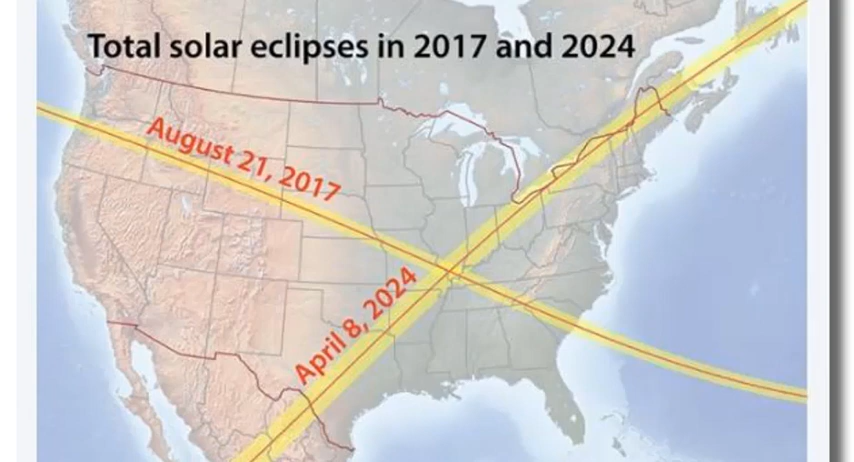 Total solar eclipses in 2017 and 2024
August 21, 2017
April 8, 2024